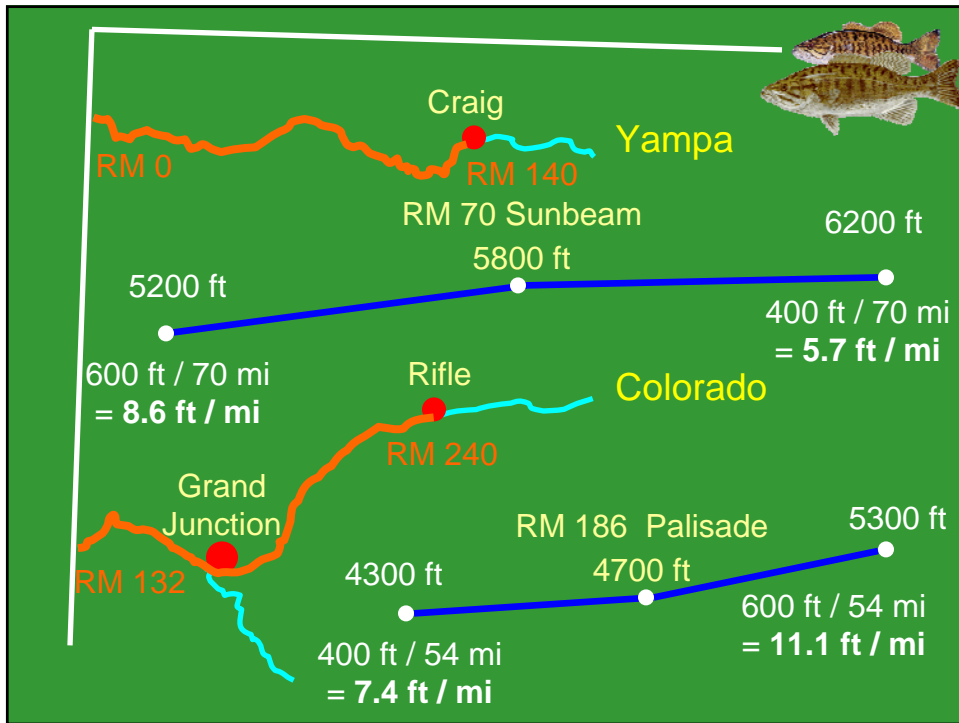 Craig
Yampa
RM 0
RM 140
RM 70 Sunbeam
5800 ft
6200 ft
5200 ft
400 ft / 70 mi
= 5.7 ft / mi
600 ft / 70 mi
= 8.6 ft / mi
Rifle
Colorado
RM 240
Grand
Junction
RM 132
RM 186  Palisade
4700 ft
5300 ft
4300 ft
600 ft / 54 mi
= 11.1 ft / mi
400 ft / 54 mi
= 7.4 ft / mi